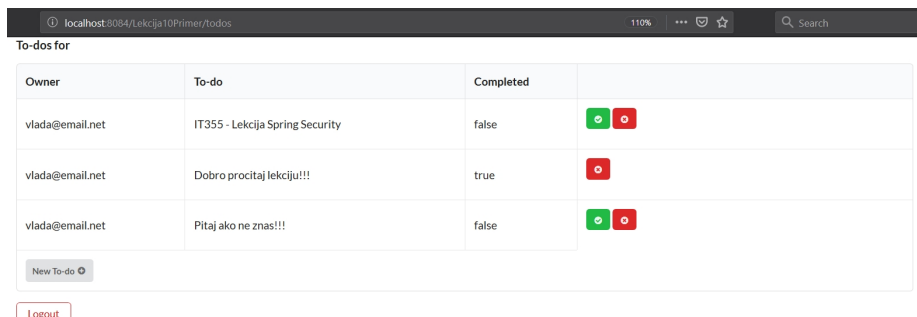 localhost:8084/Lekcija10Primer/todos 110% Search
To-dos for
Owner To-do Completed
vlada@email.net IT355 - Lekcija Spring Security false
vlada@email.net Dobro procitaj lekciju!!! true
vlada@email.net Pitaj ako ne znas!!! false
New To-do
Logout